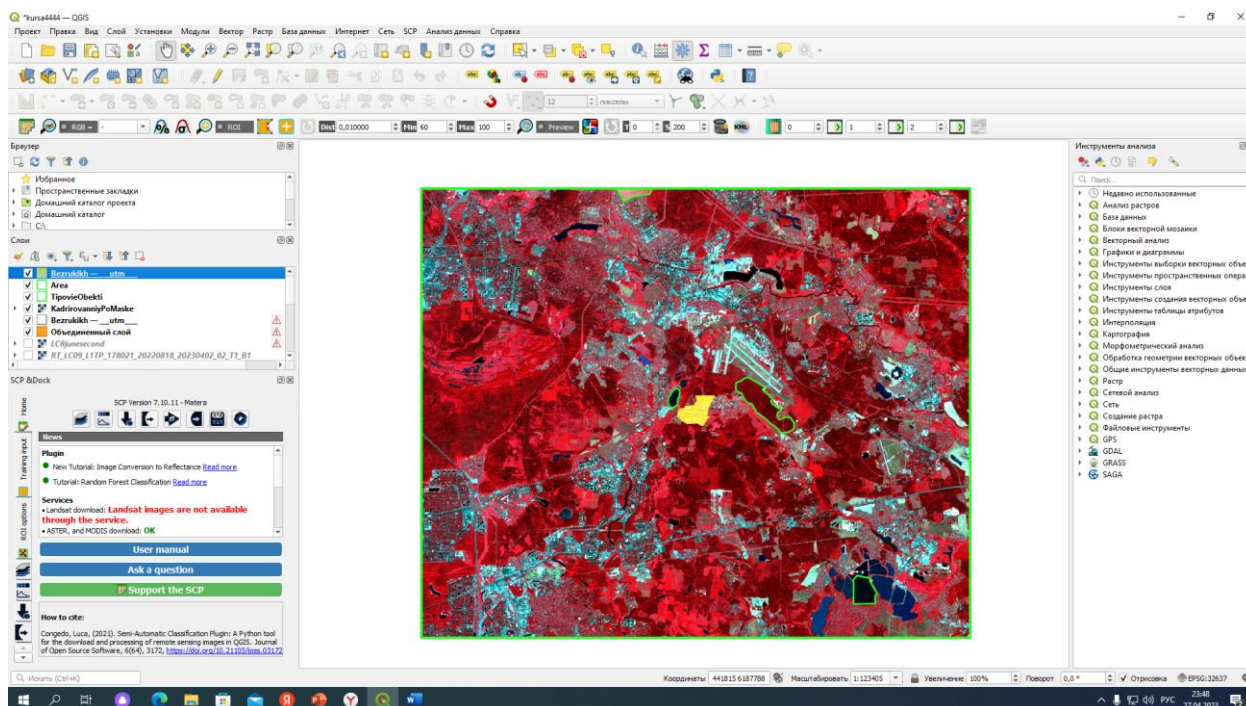 *kursa4444 — QGIS
Проект Правка Вид Слой Установки Модули Вектор Растр База данных Интернет Сеть SCP Анализ данных Справка
12 пикселы
RGB = - ROI Dist 0,010000 Min 60 Max 100 Preview T 0 S 200 KML 0 1 2
Браузер
Избранное
Пространственные закладки
Домашний каталог проекта
Домашний каталог
C:\
Слои
Bezrukikh — __utm__
Area
TipovieObekti
KadrirovanniyPoMaske
Bezrukikh — __utm__
Объединенный слой
LC8junesecond
RT_LC09_L1TP_178021_20220818_20230402_02_T1_B1
SCP &Dock
Home
Training input
ROI options
SCP Version 7.10.11 - Matera
News
Plugin
New Tutorial: Image Conversion to Reflectance Read more
Tutorial: Random Forest Classification Read more
Services
• Landsat download: Landsat images are not available
through the service.
• ASTER, and MODIS download: OK
User manual
Ask a question
Support the SCP
How to cite:
Congedo, Luca, (2021). Semi-Automatic Classification Plugin: A Python tool
for the download and processing of remote sensing images in QGIS. Journal
of Open Source Software, 6(64), 3172, https://doi.org/10.21105/joss.03172
Инструменты анализа
Поиск...
Недавно использованные
Анализ растров
База данных
Блоки векторной мозаики
Векторный анализ
Графики и диаграммы
Инструменты выборки векторных объе
Инструменты пространственных опера
Инструменты слоя
Инструменты создания векторных объе
Инструменты таблицы атрибутов
Интерполяция
Картография
Морфометрический анализ
Обработка геометрии векторных объек
Общие инструменты векторных данных
Растр
Сетевой анализ
Сеть
Создание растра
Файловые инструменты
GPS
GDAL
GRASS
SAGA
Искать (Ctrl+K)
Координаты 441815 6187788 Масштабировать 1:123405 Увеличение 100% Поворот 0,0 ° Отрисовка EPSG:32637
РУС
23:48
27.04.2023